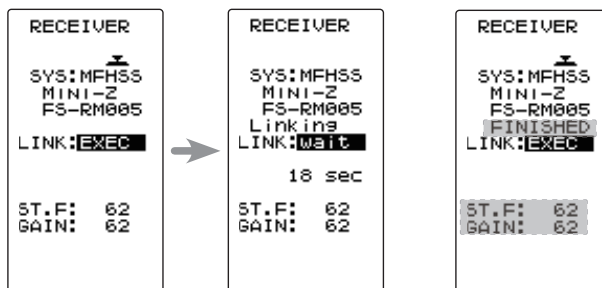 RECEIVER
SYS:MFHSS
MINI-Z
FS-RM005
LINK:EXEC
ST.F: 62
GAIN: 62
RECEIVER
SYS:MFHSS
MINI-Z
FS-RM005
Linking
LINK:wait
18 sec
ST.F: 62
GAIN: 62
RECEIVER
SYS:MFHSS
MINI-Z
FS-RM005
FINISHED
LINK:EXEC
ST.F: 62
GAIN: 62